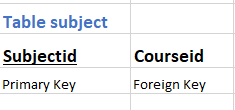 Table subject
Subjectid Courseid
Primary Key Foreign Key